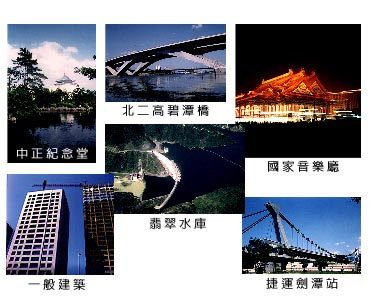 北二高碧潭橋
中正紀念堂
國家音樂廳
翡翠水庫
一般建築
捷運劍潭站